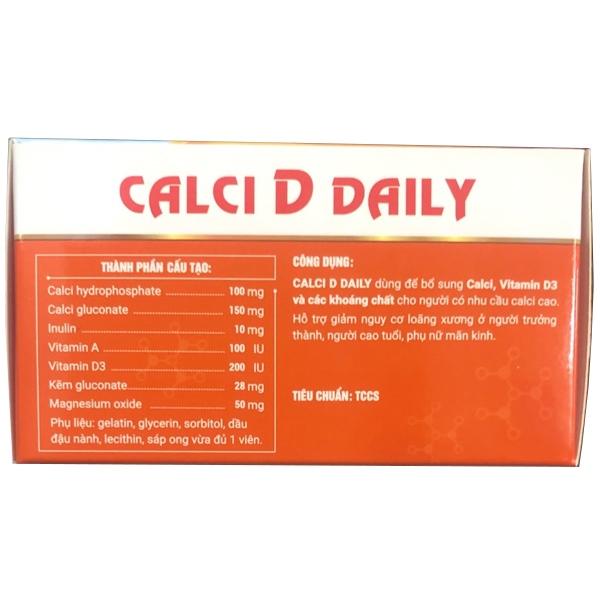 CALCI D DAILY
THÀNH PHẦN CẤU TẠO:
Calci hydrophosphate 100 mg
Calci gluconate 150 mg
Inulin 10 mg
Vitamin A 100 IU
Vitamin D3 200 IU
Kẽm gluconate 28 mg
Magnesium oxide 50 mg
Phụ liệu: gelatin, glycerin, sorbitol, dầu
đậu nành, lecithin, sáp ong vừa đủ 1 viên.
CÔNG DỤNG:
CALCI D DAILY dùng để bổ sung Calci, Vitamin D3
và các khoáng chất cho người có nhu cầu calci cao.
Hỗ trợ giảm nguy cơ loãng xương ở người trưởng
thành, người cao tuổi, phụ nữ mãn kinh.
TIÊU CHUẨN: TCCS